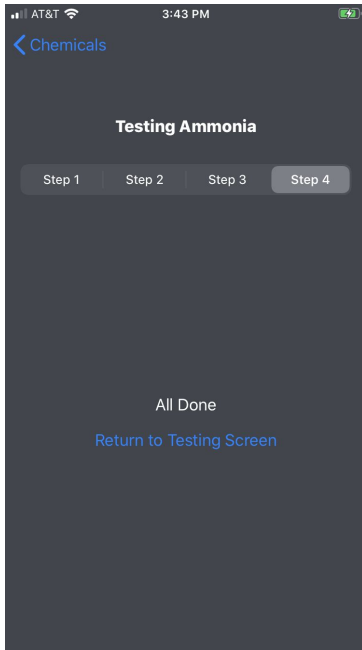 AT&T 3:43 PM
Chemicals
Testing Ammonia
Step 1 Step 2 Step 3 Step 4
All Done
Return to Testing Screen